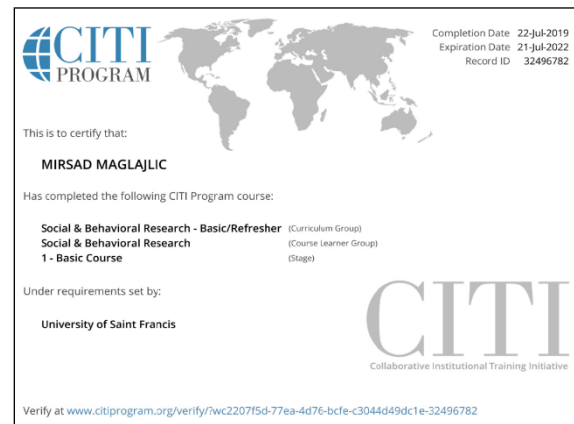 CITI
PROGRAM
Completion Date 22-Jul-2019
Expiration Date 21-Jul-2022
Record ID 32496782
This is to certify that:
MIRSAD MAGLAJLIC
Has completed the following CITI Program course:
Social & Behavioral Research - Basic/Refresher (Curriculum Group)
Social & Behavioral Research (Course Learner Group)
1 - Basic Course (Stage)
Under requirements set by:
University of Saint Francis
CITI
Collaborative Institutional Training Initiative
Verify at www.citiprogram.org/verify/?wc2207f5d-77ea-4d76-bcfe-c3044d49dc1e-32496782